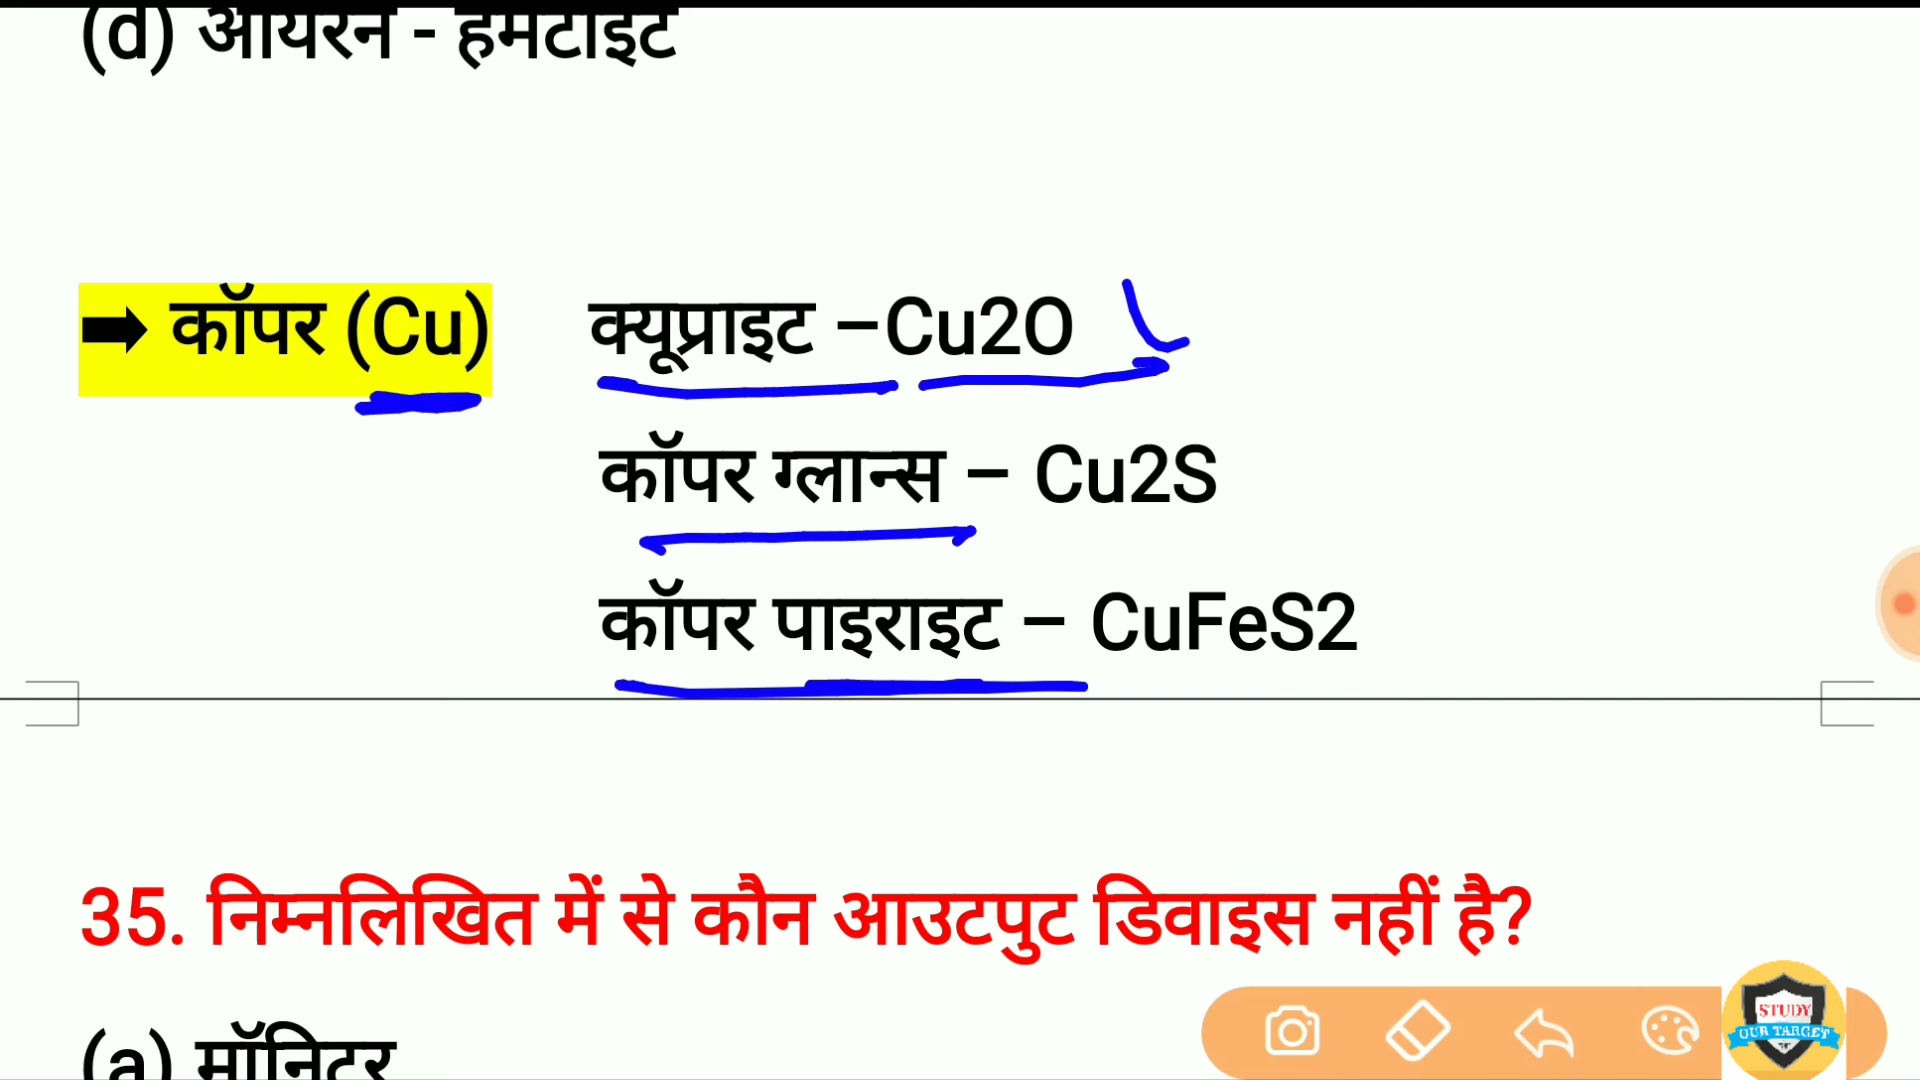 (d) आयरन - हेमेटाइट
➡ कॉपर (Cu) क्यूप्राइट –Cu2O
कॉपर ग्लान्स – Cu2S
कॉपर पाइराइट – CuFeS2
35. निम्नलिखित में से कौन आउटपुट डिवाइस नहीं है?
(a) मॉनिटर
STUDY
OUR TARGET